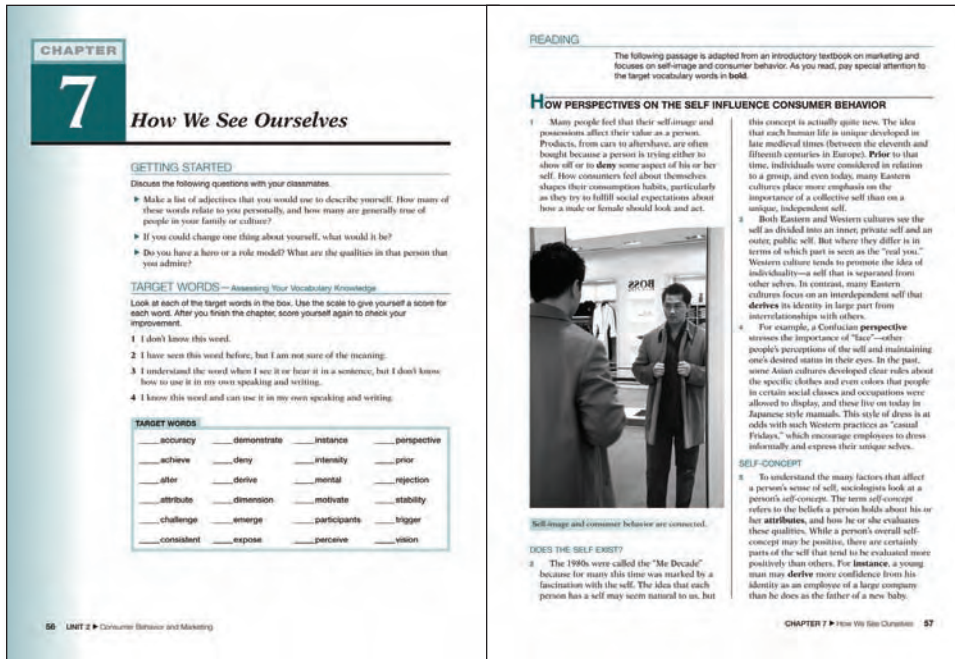 CHAPTER
7
How We See Ourselves
GETTING STARTED
Discuss the following questions with your classmates.
▶ Make a list of adjectives that you would use to describe yourself. How many of
these words relate to you personally, and how many are generally true of
people in your family or culture?
▶ If you could change one thing about yourself, what would it be?
▶ Do you have a hero or a role model? What are the qualities in that person that
you admire?
TARGET WORDS—Assessing Your Vocabulary Knowledge
Look at each of the target words in the box. Use the scale to give yourself a score for
each word. After you finish the chapter, score yourself again to check your
improvement.
1 I don't know this word.
2 I have seen this word before, but I am not sure of the meaning.
3 I understand the word when I see it or hear it in a sentence, but I don't know
how to use it in my own speaking and writing.
4 I know this word and can use it in my own speaking and writing.
TARGET WORDS
____accuracy ____demonstrate ____instance ____perspective
____achieve ____deny ____intensity ____prior
____alter ____derive ____mental ____rejection
____attribute ____dimension ____motivate ____stability
____challenge ____emerge ____participants ____trigger
____consistent ____expose ____perceive ____vision
56 UNIT 2 ▶ Consumer Behavior and Marketing
READING
The following passage is adapted from an introductory textbook on marketing and
focuses on self-image and consumer behavior. As you read, pay special attention to
the target vocabulary words in bold.
HOW PERSPECTIVES ON THE SELF INFLUENCE CONSUMER BEHAVIOR
1 Many people feel that their self-image and
possessions affect their value as a person.
Products, from cars to aftershave, are often
bought because a person is trying either to
show off or to deny some aspect of his or her
self. How consumers feel about themselves
shapes their consumption habits, particularly
as they try to fulfill social expectations about
how a male or female should look and act.
BOSS
Self-image and consumer behavior are connected.
DOES THE SELF EXIST?
2 The 1980s were called the "Me Decade"
because for many this time was marked by a
fascination with the self. The idea that each
person has a self may seem natural to us, but
this concept is actually quite new. The idea
that each human life is unique developed in
late medieval times (between the eleventh and
fifteenth centuries in Europe). Prior to that
time, individuals were considered in relation
to a group, and even today, many Eastern
cultures place more emphasis on the
importance of a collective self than on a
unique, independent self.
3 Both Eastern and Western cultures see the
self as divided into an inner, private self and an
outer, public self. But where they differ is in
terms of which part is seen as the "real you."
Western culture tends to promote the idea of
individuality—a self that is separated from
other selves. In contrast, many Eastern
cultures focus on an interdependent self that
derives its identity in large part from
interrelationships with others.
4 For example, a Confucian perspective
stresses the importance of "face"—other
people's perceptions of the self and maintaining
one's desired status in their eyes. In the past,
some Asian cultures developed clear rules about
the specific clothes and even colors that people
in certain social classes and occupations were
allowed to display, and these live on today in
Japanese style manuals. This style of dress is at
odds with such Western practices as "casual
Fridays," which encourage employees to dress
informally and express their unique selves.
SELF-CONCEPT
5 To understand the many factors that affect
a person's sense of self, sociologists look at a
person's self-concept. The term self-concept
refers to the beliefs a person holds about his or
her attributes, and how he or she evaluates
these qualities. While a person's overall self-
concept may be positive, there are certainly
parts of the self that tend to be evaluated more
positively than others. For instance, a young
man may derive more confidence from his
identity as an employee of a large company
than he does as the father of a new baby.
CHAPTER 7 ▶ How We See Ourselves 57